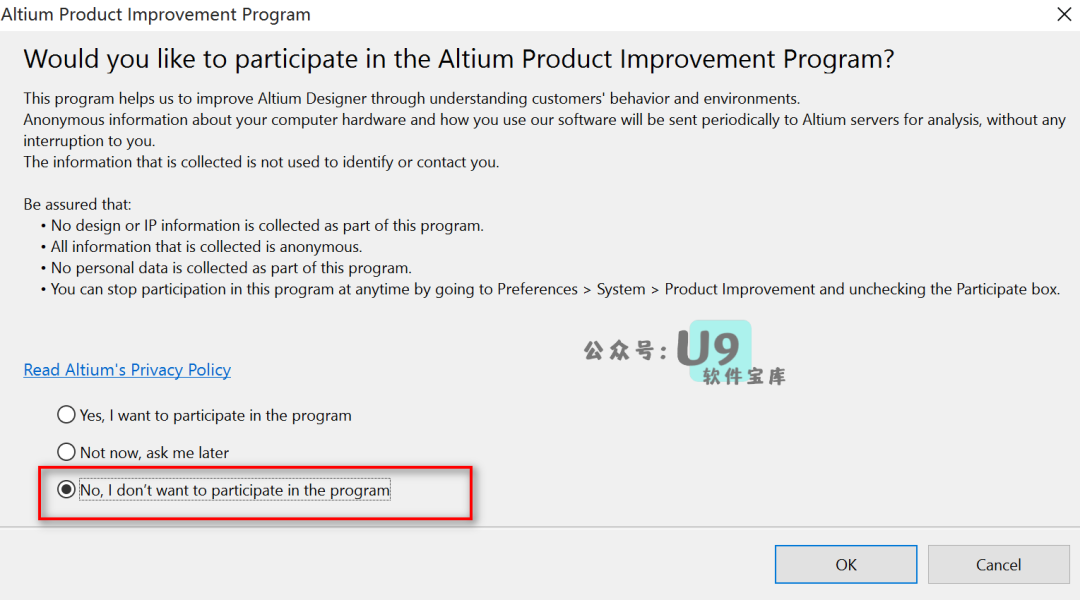 Altium Product Improvement Program
Would you like to participate in the Altium Product Improvement Program?
This program helps us to improve Altium Designer through understanding customers' behavior and environments.
Anonymous information about your computer hardware and how you use our software will be sent periodically to Altium servers for analysis, without any
interruption to you.
The information that is collected is not used to identify or contact you.
Be assured that:
• No design or IP information is collected as part of this program.
• All information that is collected is anonymous.
• No personal data is collected as part of this program.
• You can stop participation in this program at anytime by going to Preferences > System > Product Improvement and unchecking the Participate box.
公众号：U9
软件宝库
Read Altium's Privacy Policy
Yes, I want to participate in the program
Not now, ask me later
No, I don’t want to participate in the program
OK
Cancel